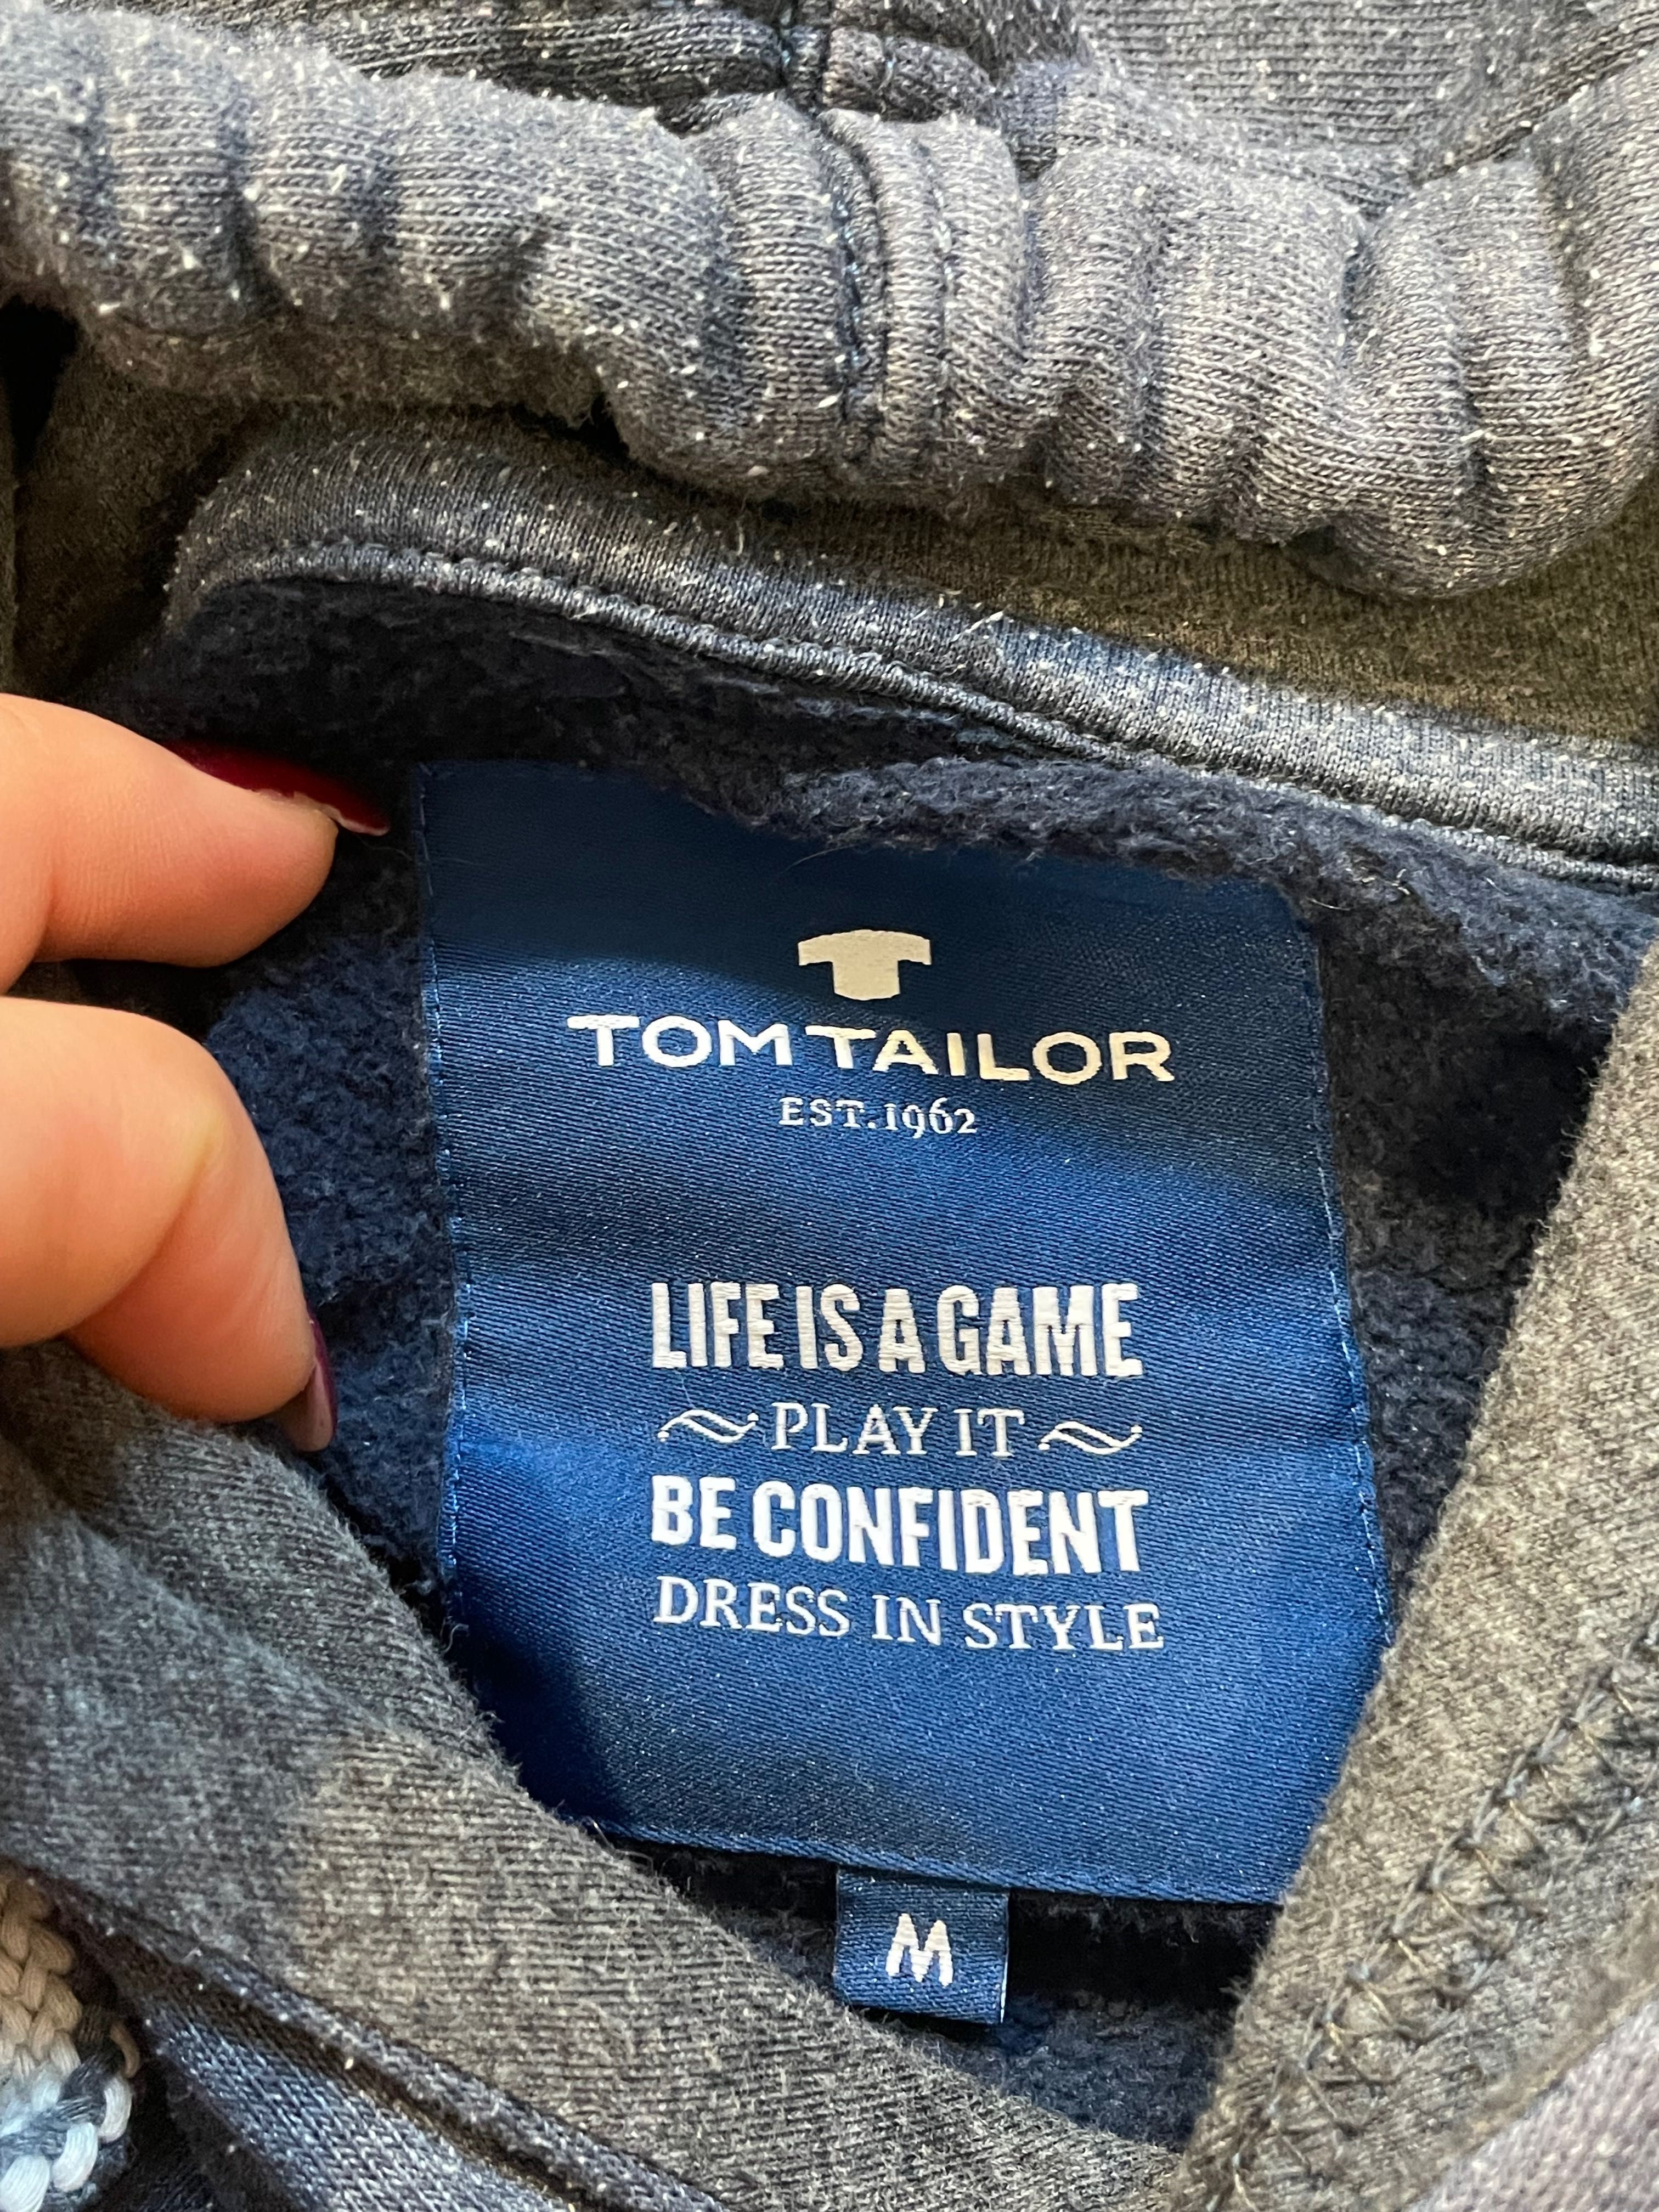 TOM TAILOR
EST.1962
LIFE IS A GAME
PLAY IT
BE CONFIDENT
DRESS IN STYLE
M